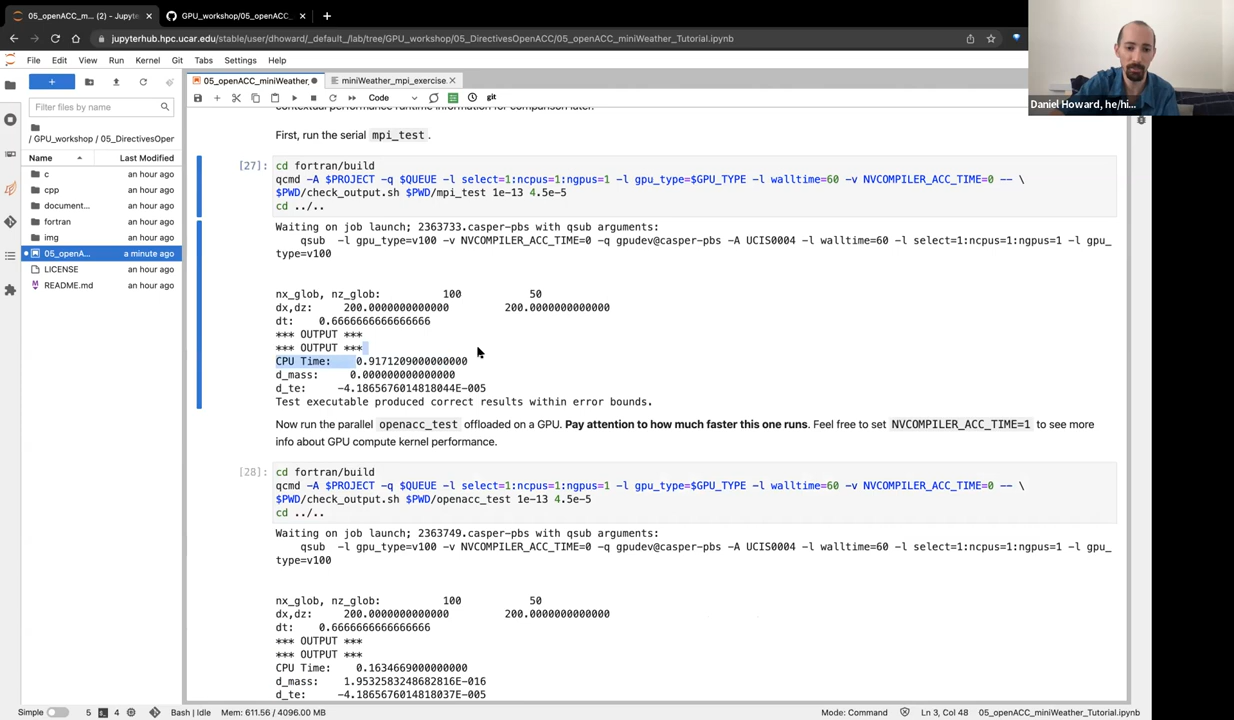 05_openACC_m... (2) - Jupyter
GPU_workshop/05_openACC_
jupyterhub.hpc.ucar.edu/stable/user/dhoward/_default_/lab/tree/GPU_workshop/05_DirectivesOpenACC/05_openACC_miniWeather_Tutorial.ipynb
File Edit View Run Kernel Git Tabs Settings Help
Daniel Howard, he/hi...
05_openACC_miniWeather_
miniWeather_mpi_exercise.
Code
git
Filter files by name
/ GPU_workshop / 05_DirectivesOper
Name Last Modified
c an hour ago
cpp an hour ago
document... an hour ago
fortran an hour ago
img an hour ago
05_openA... a minute ago
LICENSE an hour ago
README.md an hour ago
contextual performance runtime information for comparison later.
First, run the serial mpi_test .
[27]:
cd fortran/build
qcmd -A $PROJECT -q $QUEUE -l select=1:ncpus=1:ngpus=1 -l gpu_type=$GPU_TYPE -l walltime=60 -v NVCOMPILER_ACC_TIME=0 -- \
$PWD/check_output.sh $PWD/mpi_test 1e-13 4.5e-5
cd ../..
Waiting on job launch; 2363733.casper-pbs with qsub arguments:
qsub -l gpu_type=v100 -v NVCOMPILER_ACC_TIME=0 -q gpudev@casper-pbs -A UCIS0004 -l walltime=60 -l select=1:ncpus=1:ngpus=1 -l gpu_
type=v100
nx_glob, nz_glob: 100 50
dx,dz: 200.0000000000000 200.0000000000000
dt: 0.6666666666666666
*** OUTPUT ***
*** OUTPUT ***
CPU Time: 0.9171209000000000
d_mass: 0.000000000000000
d_te: -4.1865676014818044E-005
Test executable produced correct results within error bounds.
Now run the parallel openacc_test offloaded on a GPU. Pay attention to how much faster this one runs. Feel free to set NVCOMPILER_ACC_TIME=1 to see more
info about GPU compute kernel performance.
[28]:
cd fortran/build
qcmd -A $PROJECT -q $QUEUE -l select=1:ncpus=1:ngpus=1 -l gpu_type=$GPU_TYPE -l walltime=60 -v NVCOMPILER_ACC_TIME=0 -- \
$PWD/check_output.sh $PWD/openacc_test 1e-13 4.5e-5
cd ../..
Waiting on job launch; 2363749.casper-pbs with qsub arguments:
qsub -l gpu_type=v100 -v NVCOMPILER_ACC_TIME=0 -q gpudev@casper-pbs -A UCIS0004 -l walltime=60 -l select=1:ncpus=1:ngpus=1 -l gpu_
type=v100
nx_glob, nz_glob: 100 50
dx,dz: 200.0000000000000 200.0000000000000
dt: 0.6666666666666666
*** OUTPUT ***
*** OUTPUT ***
CPU Time: 0.1634669000000000
d_mass: 1.9532583248682816E-016
d_te: -4.1865676014818037E-005
Simple 5 4 Bash | Idle Mem: 611.56 / 4096.00 MB Mode: Command Ln 3, Col 48 05_openACC_miniWeather_Tutorial.ipynb